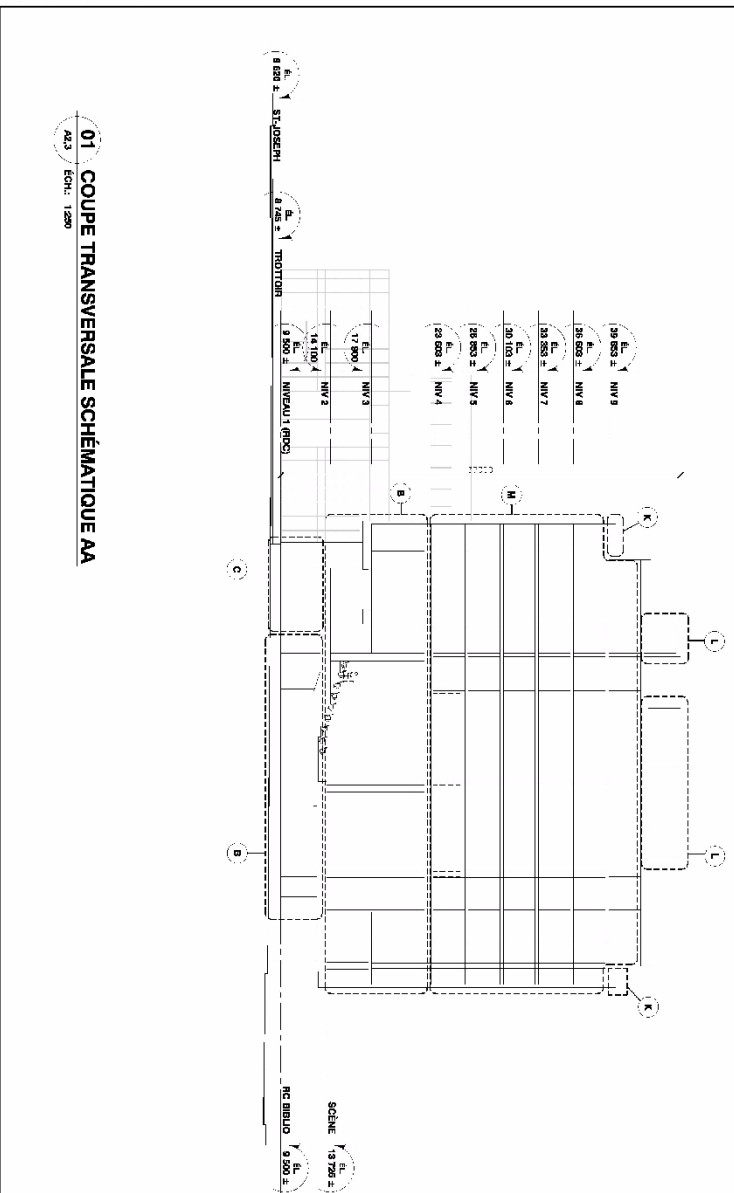 ÉL.
39 853 ±
NIV 9
ÉL.
36 603 ±
NIV 8
ÉL.
33 353 ±
NIV 7
ÉL.
30 103 ±
NIV 6
ÉL.
26 853 ±
NIV 5
ÉL.
23 603 ±
NIV 4
ÉL.
17 900
NIV 3
ÉL.
14 100
NIV 2
ÉL.
9 500 ±
NIVEAU 1 (RDC)
ÉL.
8 745 ±
TROTTOIR
ÉL.
8 620 ±
ST-JOSEPH
K
L
L
K
M
B
C
B
SCÈNE
ÉL.
13 725 ±
RC BIBLIO
ÉL.
9 500 ±
01 COUPE TRANSVERSALE SCHÉMATIQUE AA
A2,3 ÉCH.: 1:250